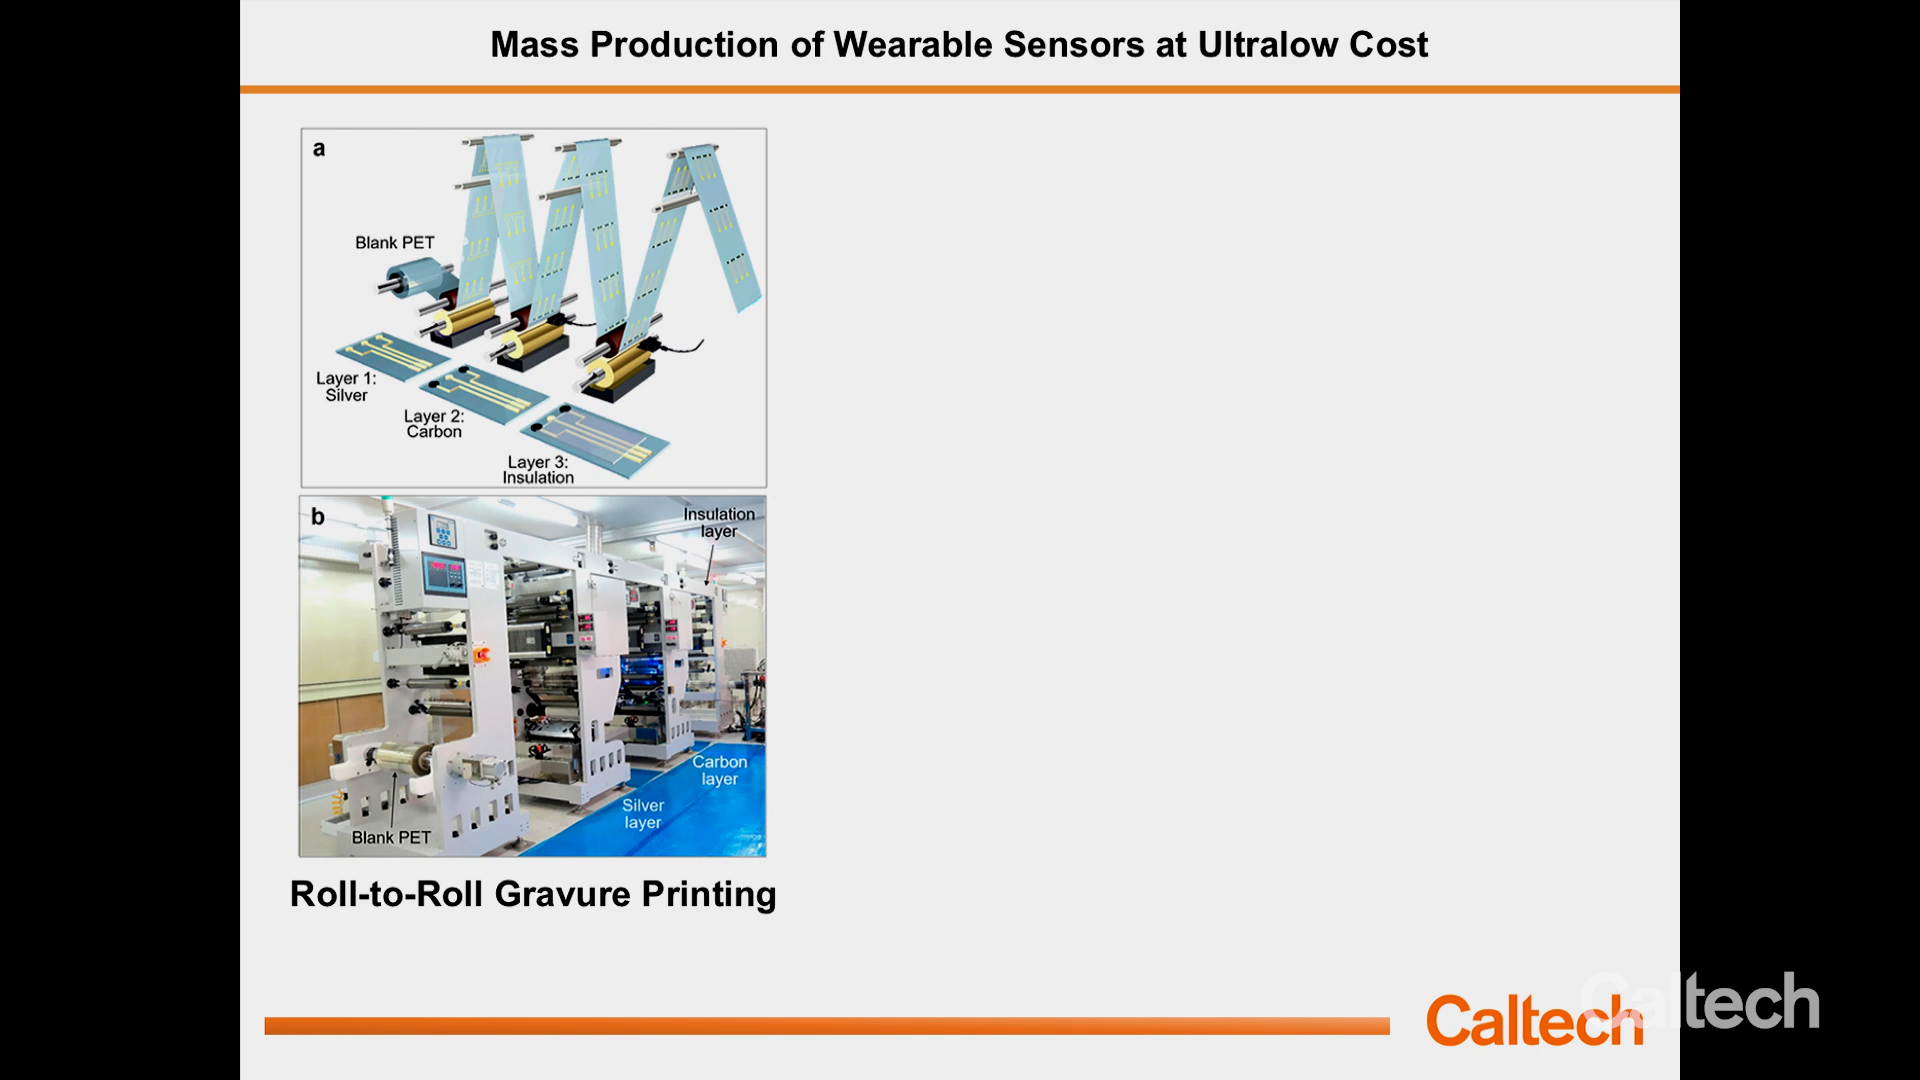 Mass Production of Wearable Sensors at Ultralow Cost
a
Blank PET
Layer 1:
Silver
Layer 2:
Carbon
Layer 3:
Insulation
b
Insulation
layer
Carbon
layer
Silver
layer
Blank PET
Roll-to-Roll Gravure Printing
Caltech
Caltech